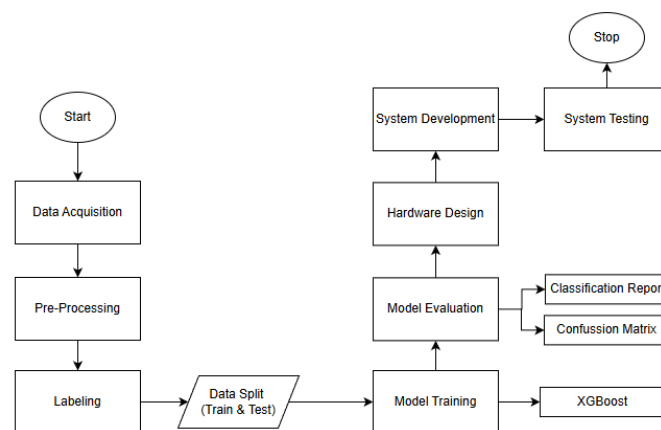 Start
Data Acquisition
Pre-Processing
Labeling
Data Split
(Train & Test)
Model Training
XGBoost
Model Evaluation
Classification Report
Confussion Matrix
Hardware Design
System Development
System Testing
Stop